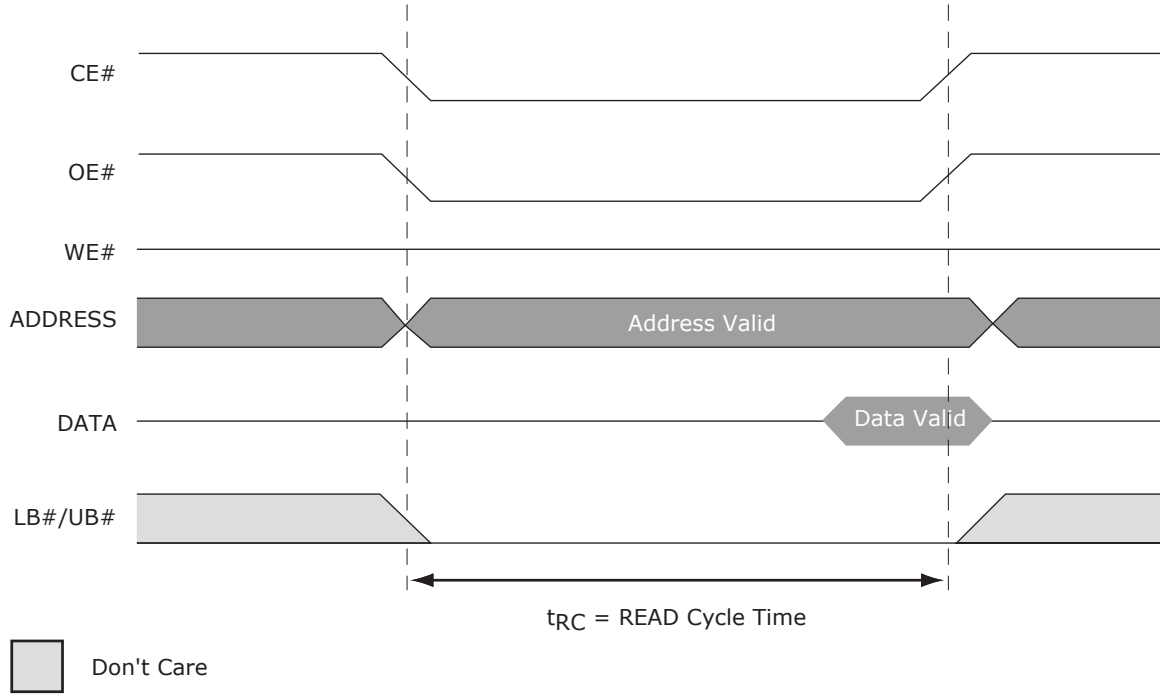 CE#
OE#
WE#
ADDRESS
Address Valid
DATA
Data Valid
LB#/UB#
tRC = READ Cycle Time
Don't Care